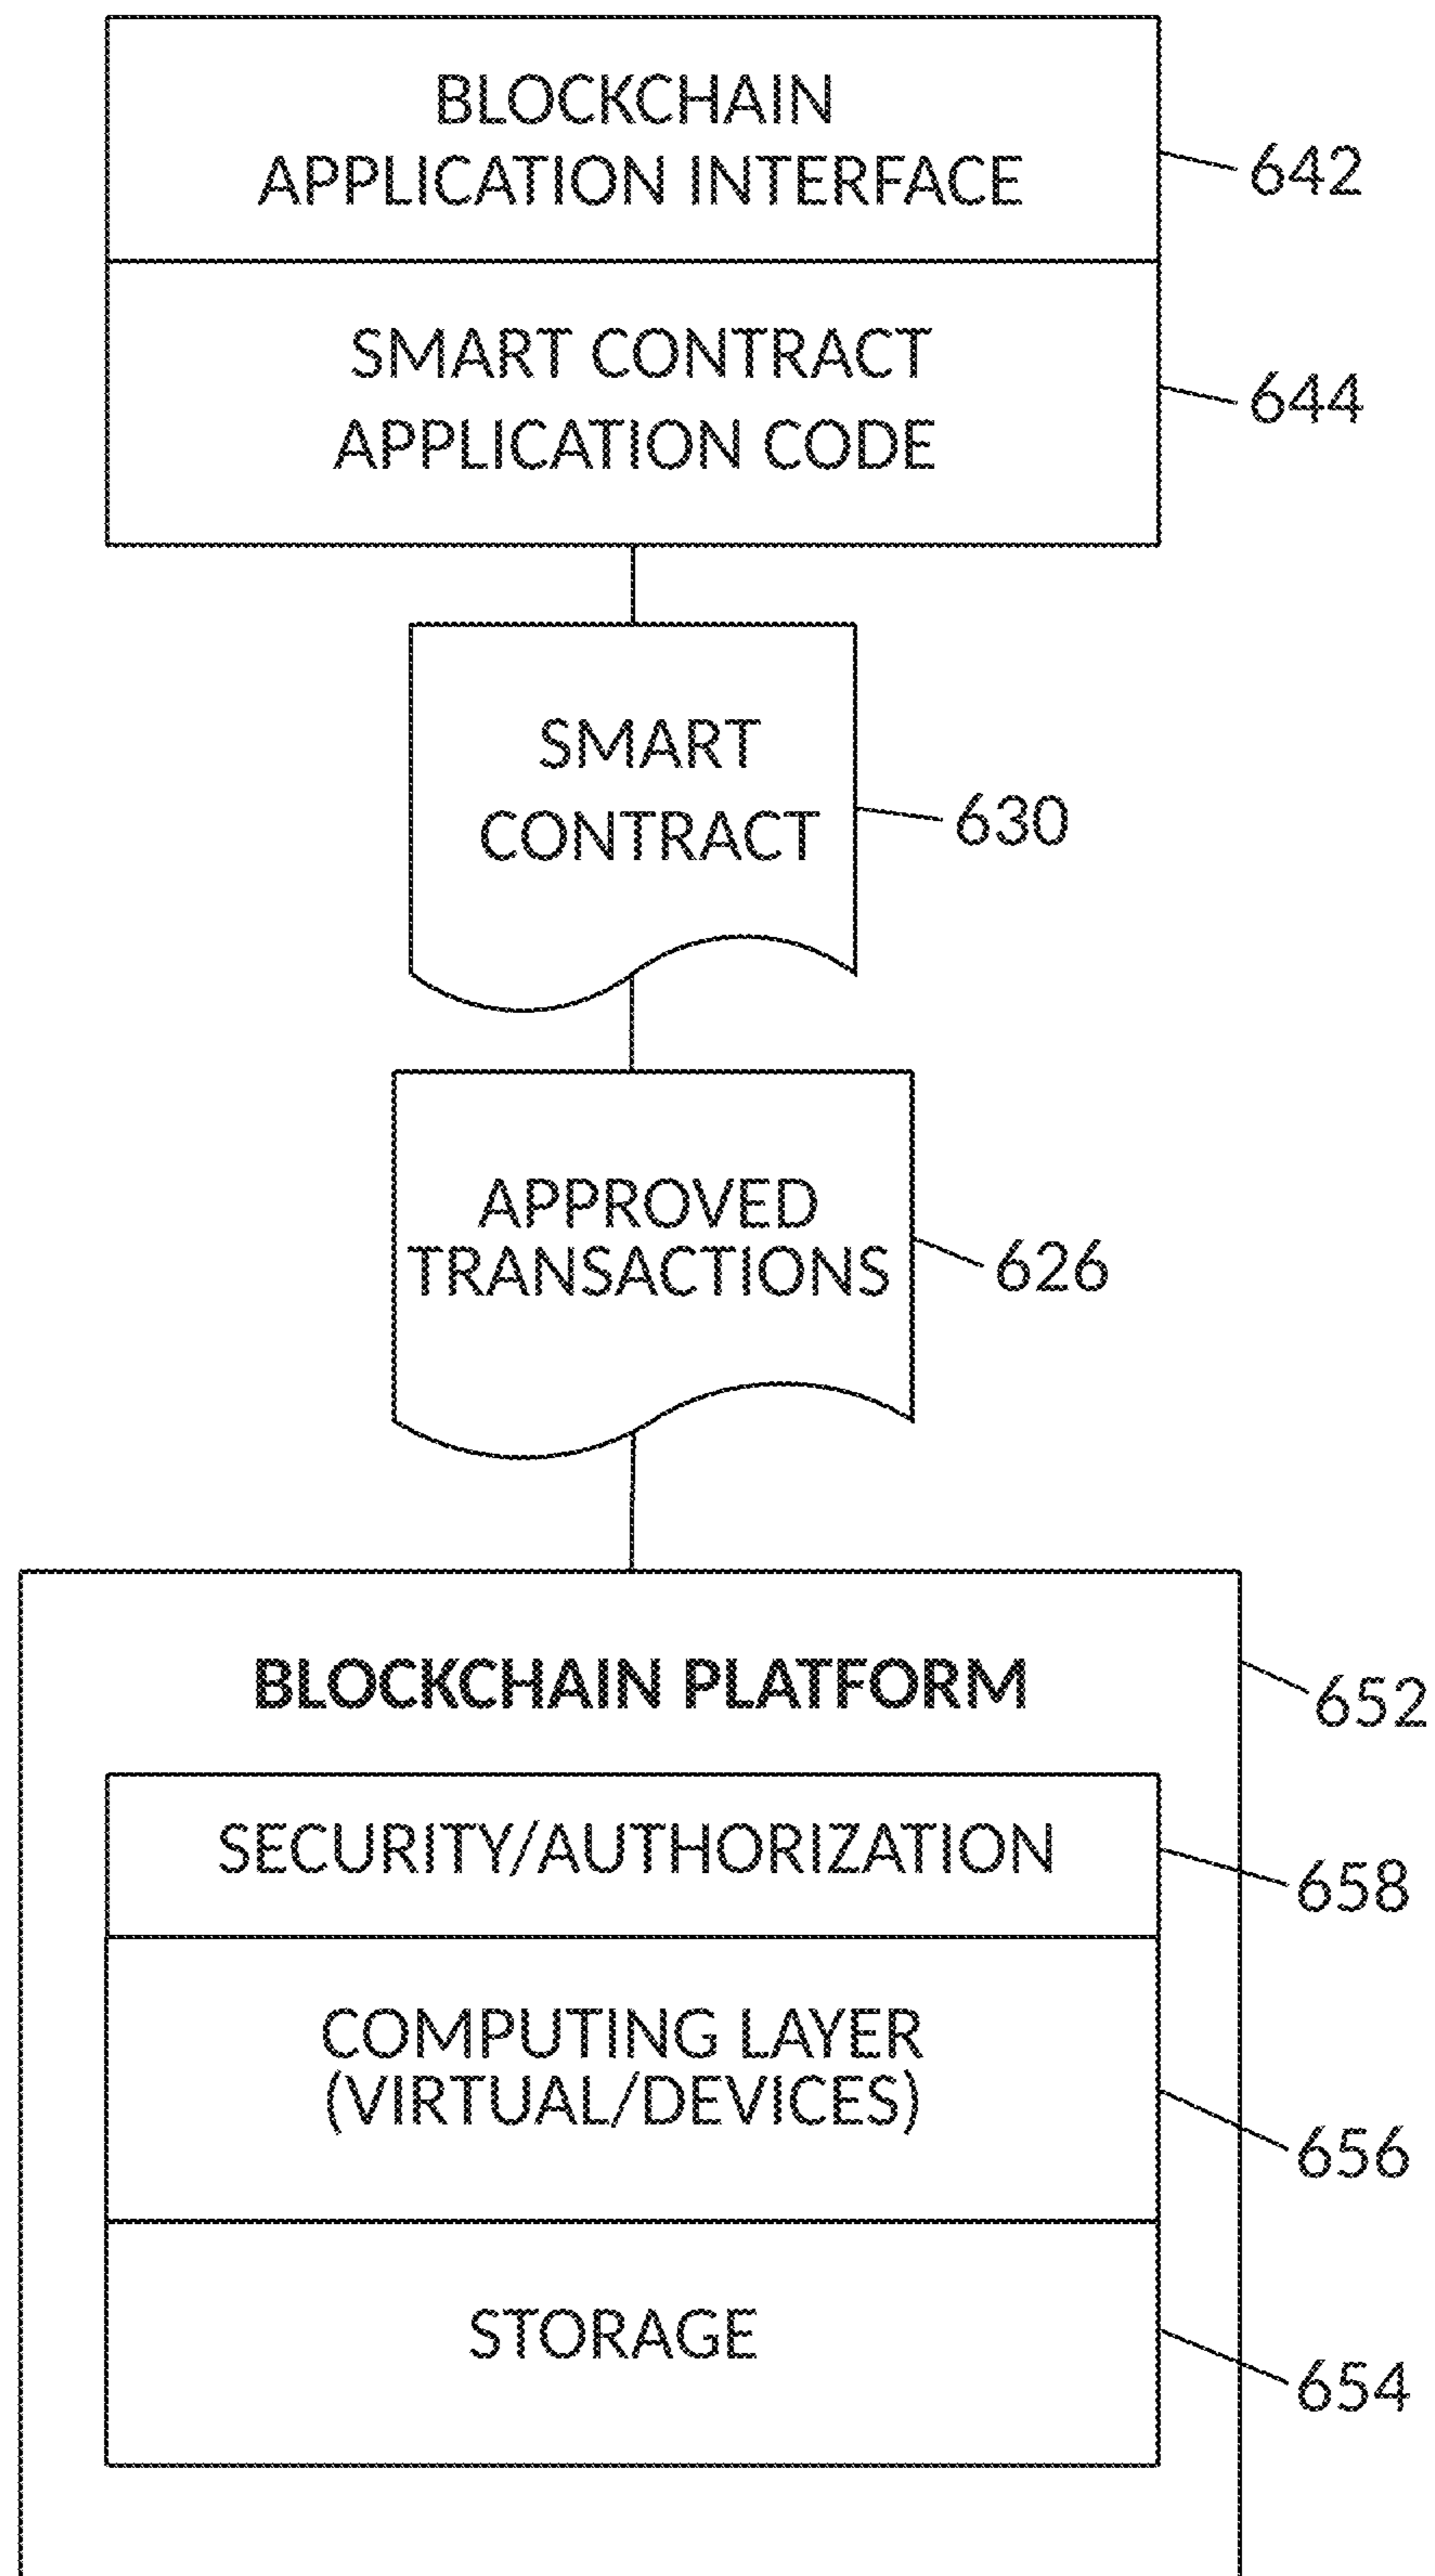 BLOCKCHAIN
APPLICATION INTERFACE
642
SMART CONTRACT
APPLICATION CODE
644
SMART
CONTRACT
630
APPROVED
TRANSACTIONS
626
BLOCKCHAIN PLATFORM
652
SECURITY/AUTHORIZATION
658
COMPUTING LAYER
(VIRTUAL/DEVICES)
656
STORAGE
654